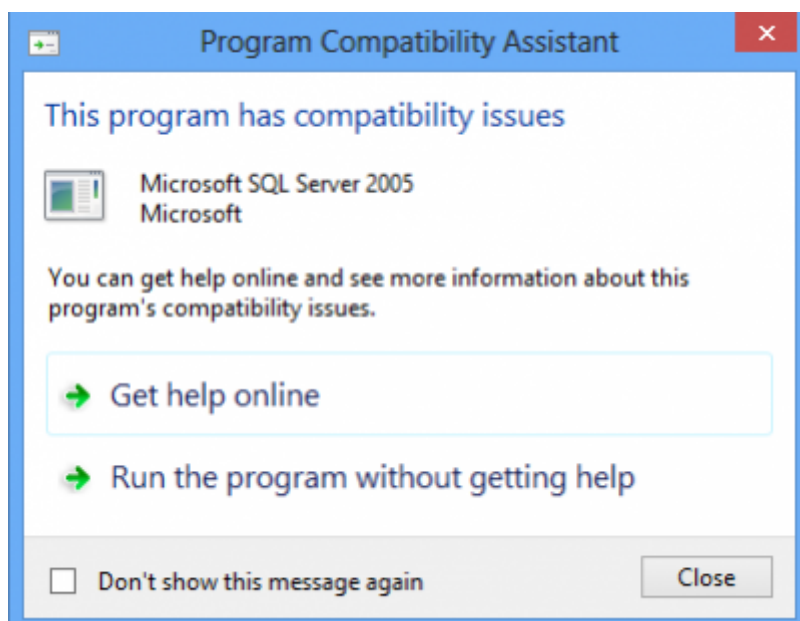 Program Compatibility Assistant
This program has compatibility issues
Microsoft SQL Server 2005
Microsoft
You can get help online and see more information about this
program's compatibility issues.
Get help online
Run the program without getting help
Don't show this message again
Close